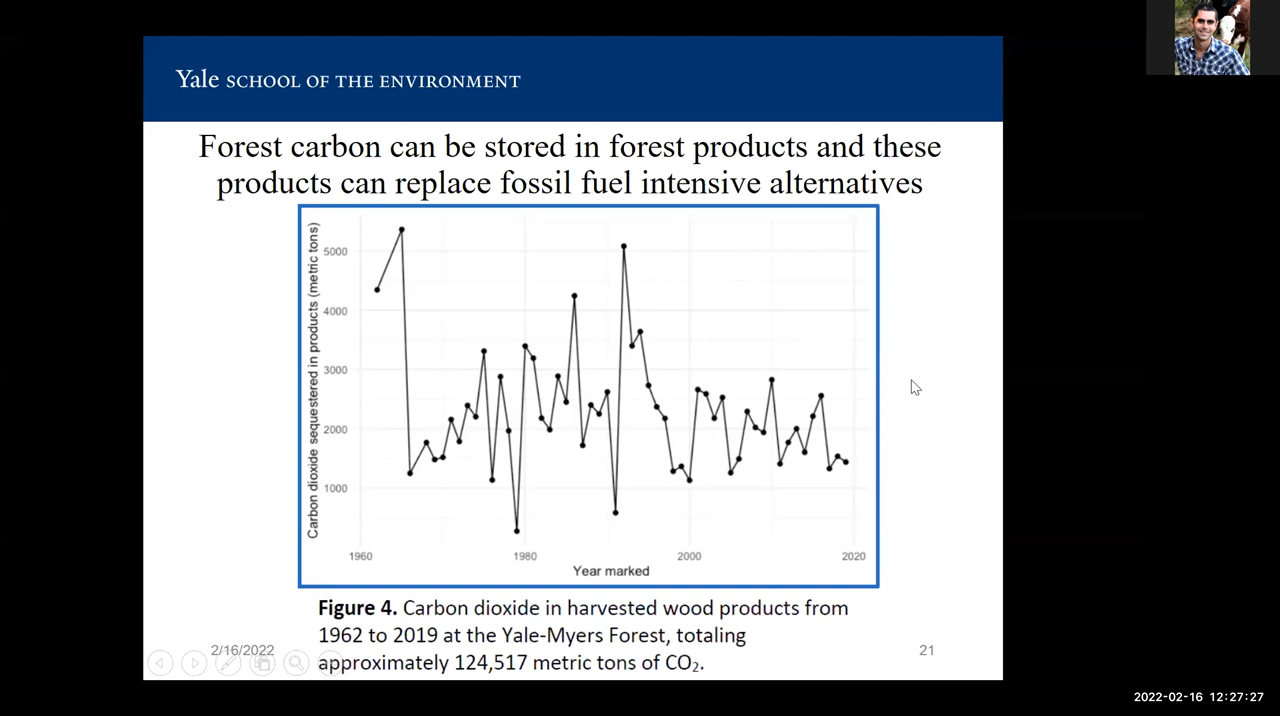 Yale SCHOOL OF THE ENVIRONMENT
Forest carbon can be stored in forest products and these
products can replace fossil fuel intensive alternatives
Carbon dioxide sequestered in products (metric tons)
5000
4000
3000
2000
1000
1960 1980 2000 2020
Year marked
Figure 4. Carbon dioxide in harvested wood products from
1962 to 2019 at the Yale-Myers Forest, totaling
approximately 124,517 metric tons of CO₂.
2/16/2022
21
2022-02-16 12:27:27